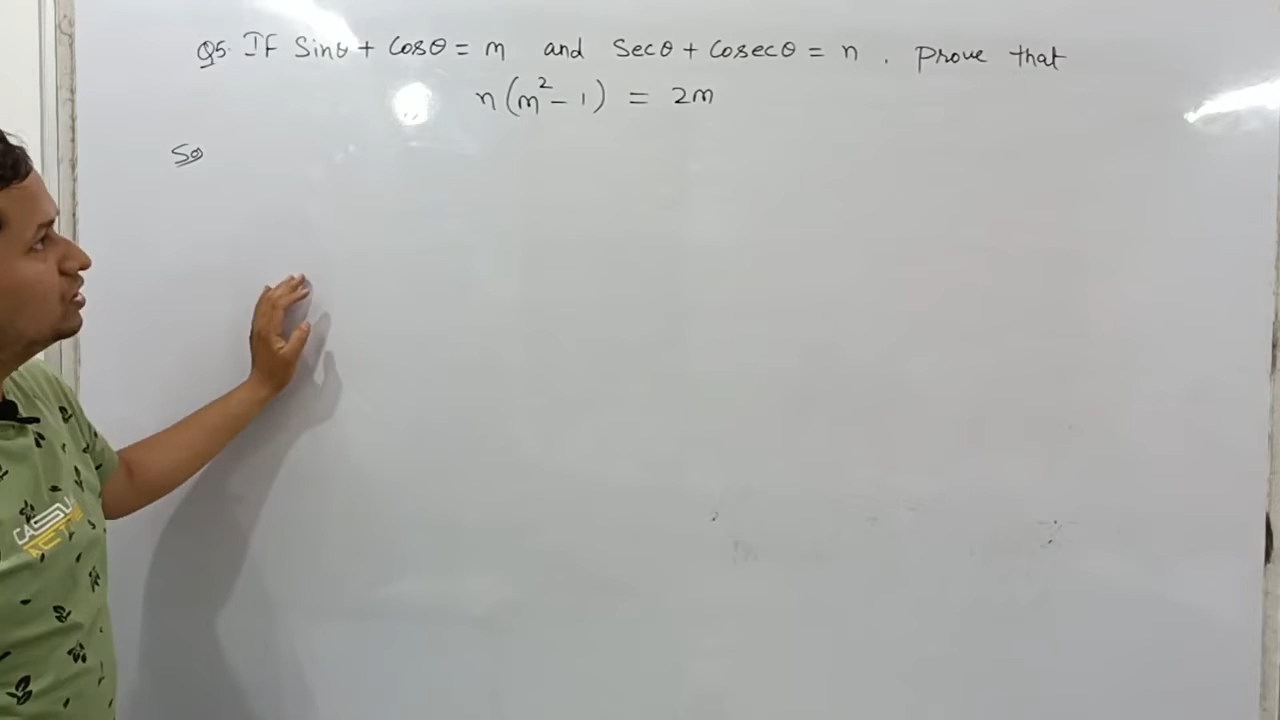 Q5. If Sinθ + Cosθ = m and Secθ + Cosecθ = n . Prove that
n(m²- 1) = 2m
So